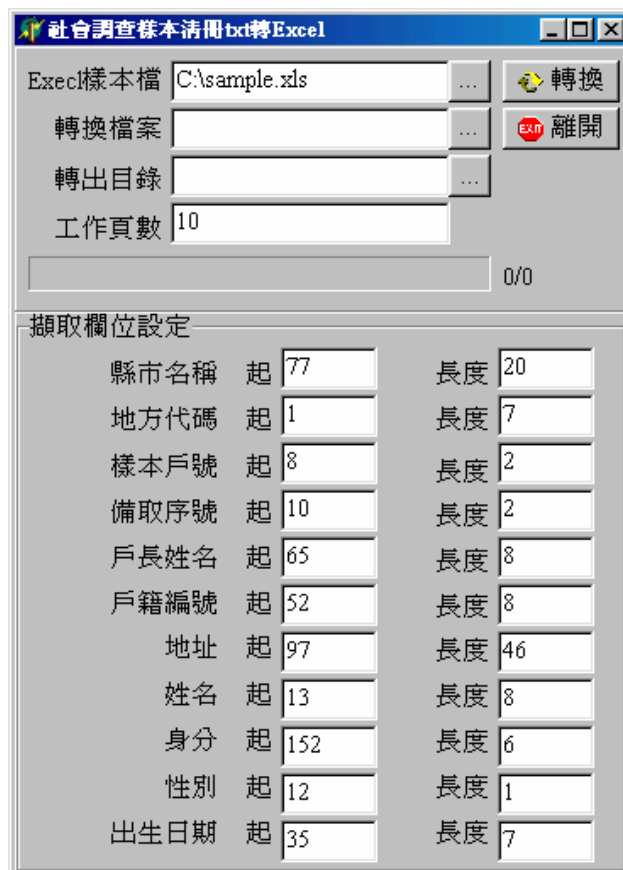 社會調查樣本清冊txt轉Excel
Execl樣本檔 C:\sample.xls ... 轉換
轉換檔案 ... 離開
轉出目錄 ...
工作頁數 10
0/0
擷取欄位設定
縣市名稱 起 77 長度 20
地方代碼 起 1 長度 7
樣本戶號 起 8 長度 2
備取序號 起 10 長度 2
戶長姓名 起 65 長度 8
戶籍編號 起 52 長度 8
地址 起 97 長度 46
姓名 起 13 長度 8
身分 起 152 長度 6
性別 起 12 長度 1
出生日期 起 35 長度 7